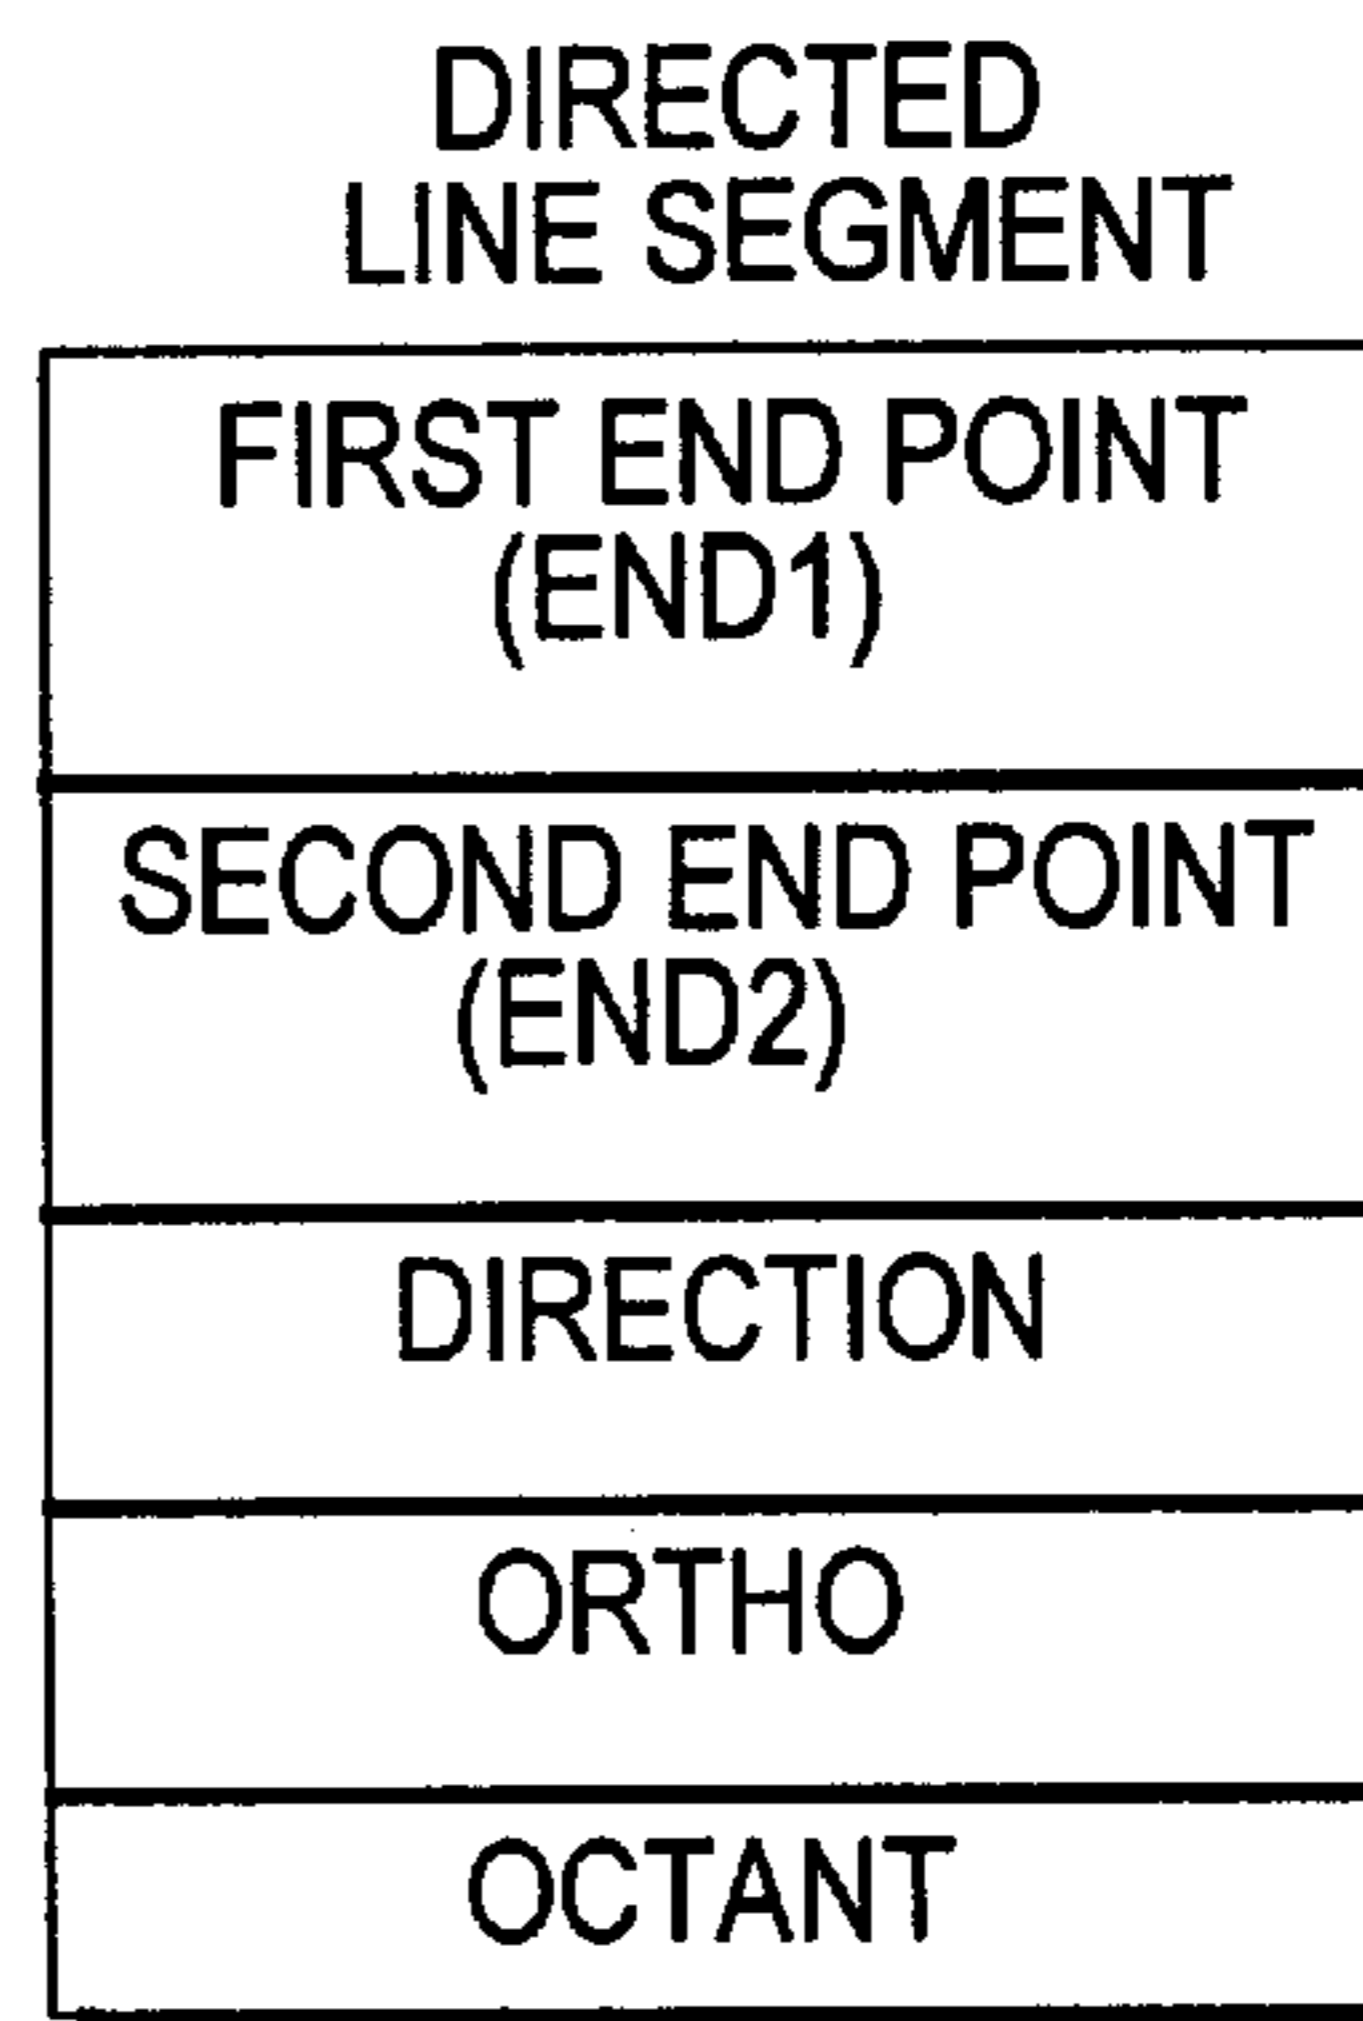 DIRECTED
LINE SEGMENT
FIRST END POINT
(END1)
SECOND END POINT
(END2)
DIRECTION
ORTHO
OCTANT